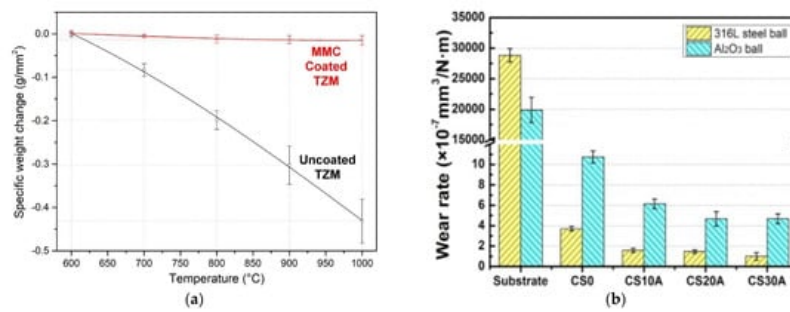 0.0
-0.1
-0.2
-0.3
-0.4
-0.5
Specific weight change (g/mm²)
MMC
Coated
TZM
Uncoated
TZM
600 650 700 750 800 850 900 950 1000
Temperature (°C)
(a)
35000
30000
25000
20000
15000
10
8
6
4
2
0
Wear rate (×10⁻⁷mm³/N·m)
316L steel ball
Al₂O₃ ball
Substrate CS0 CS10A CS20A CS30A
(b)